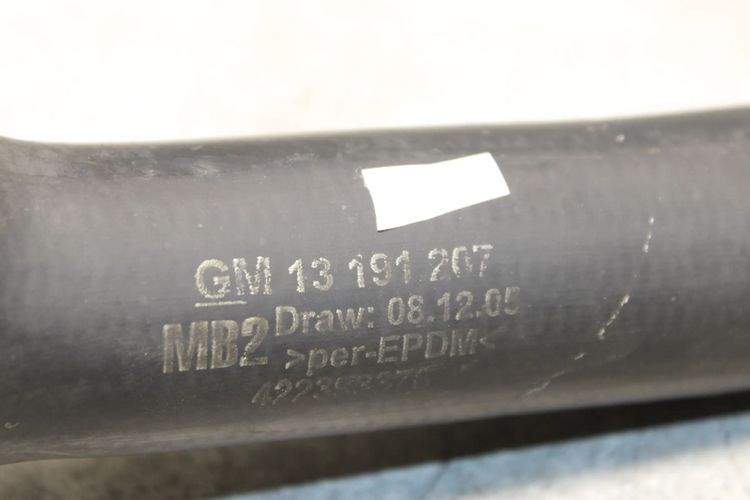 GM 13 191 207
MB2 Draw: 08.12.05
>per-EPDM<